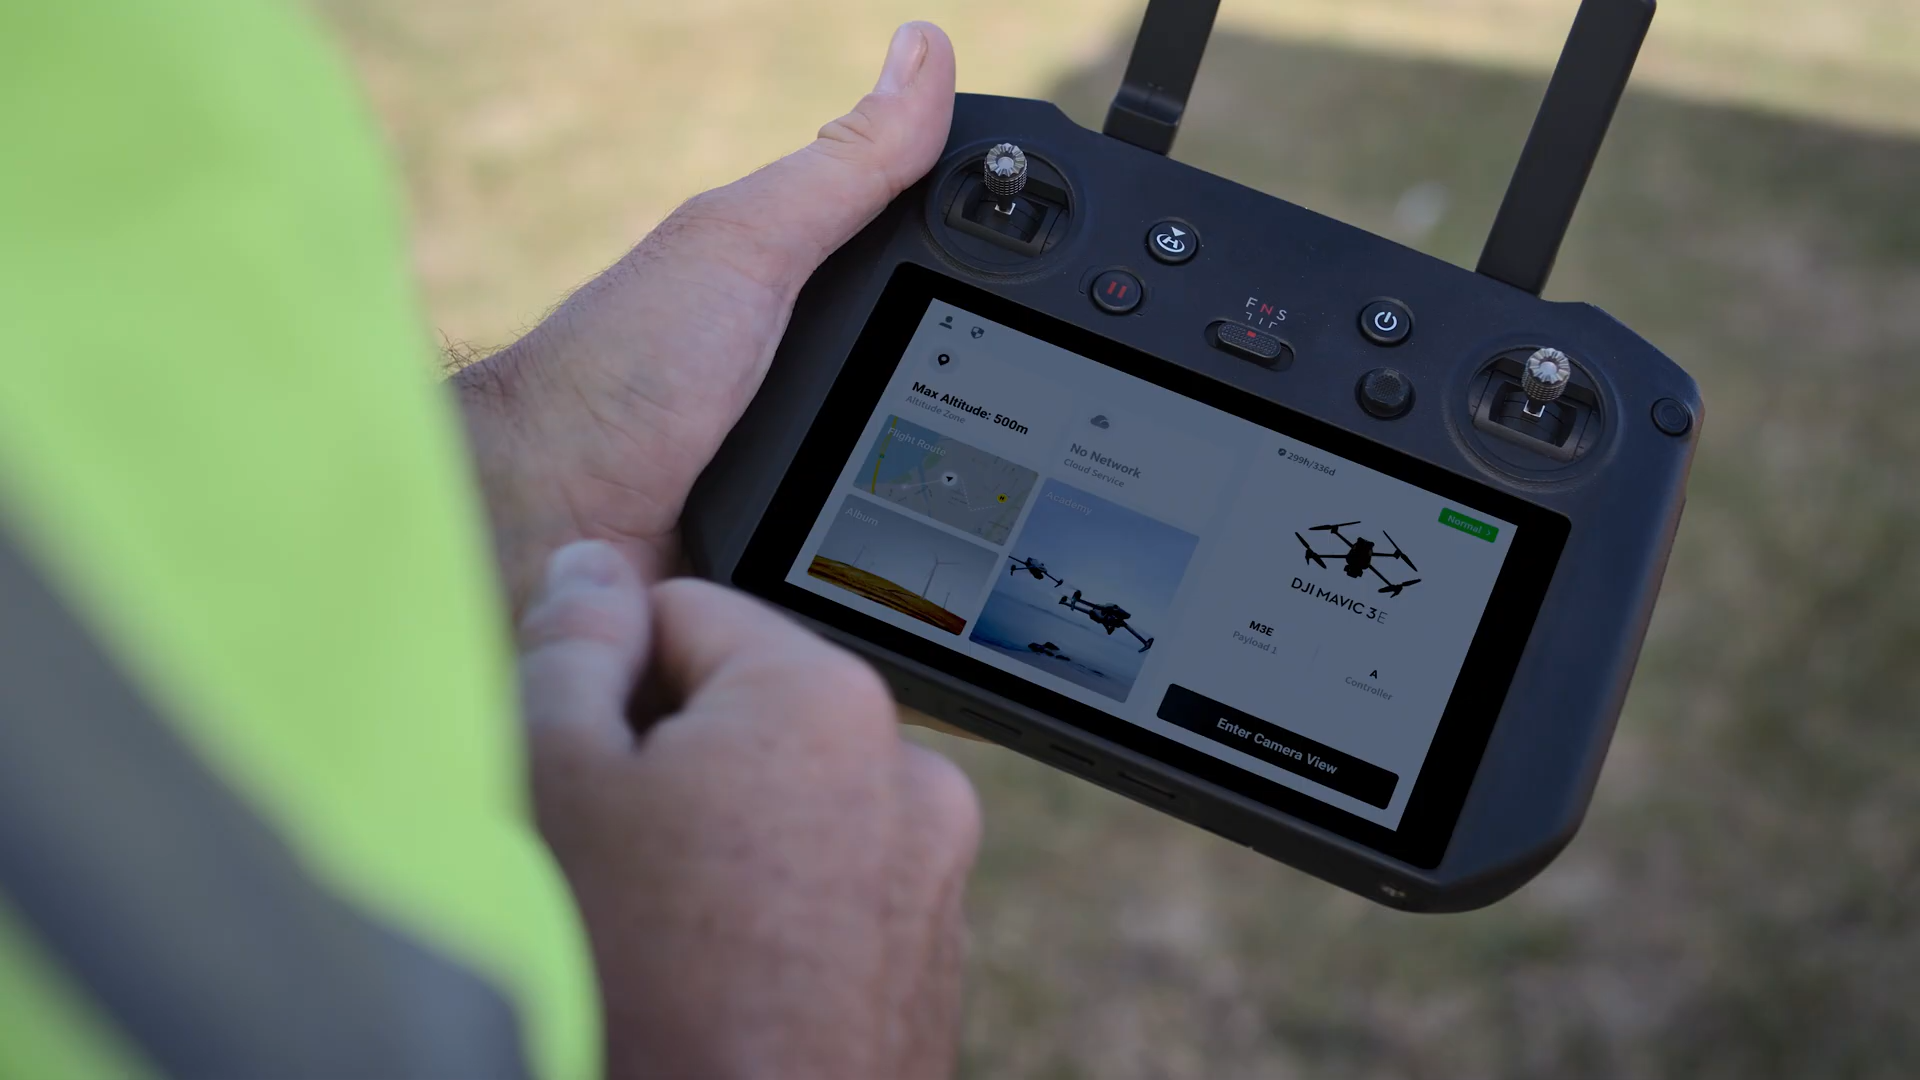 F N S
Max Altitude: 500m
Altitude Zone
Flight Route
Album
No Network
Cloud Service
Academy
299h/336d
Normal
DJI MAVIC 3E
M3E
Payload 1
A
Controller
Enter Camera View